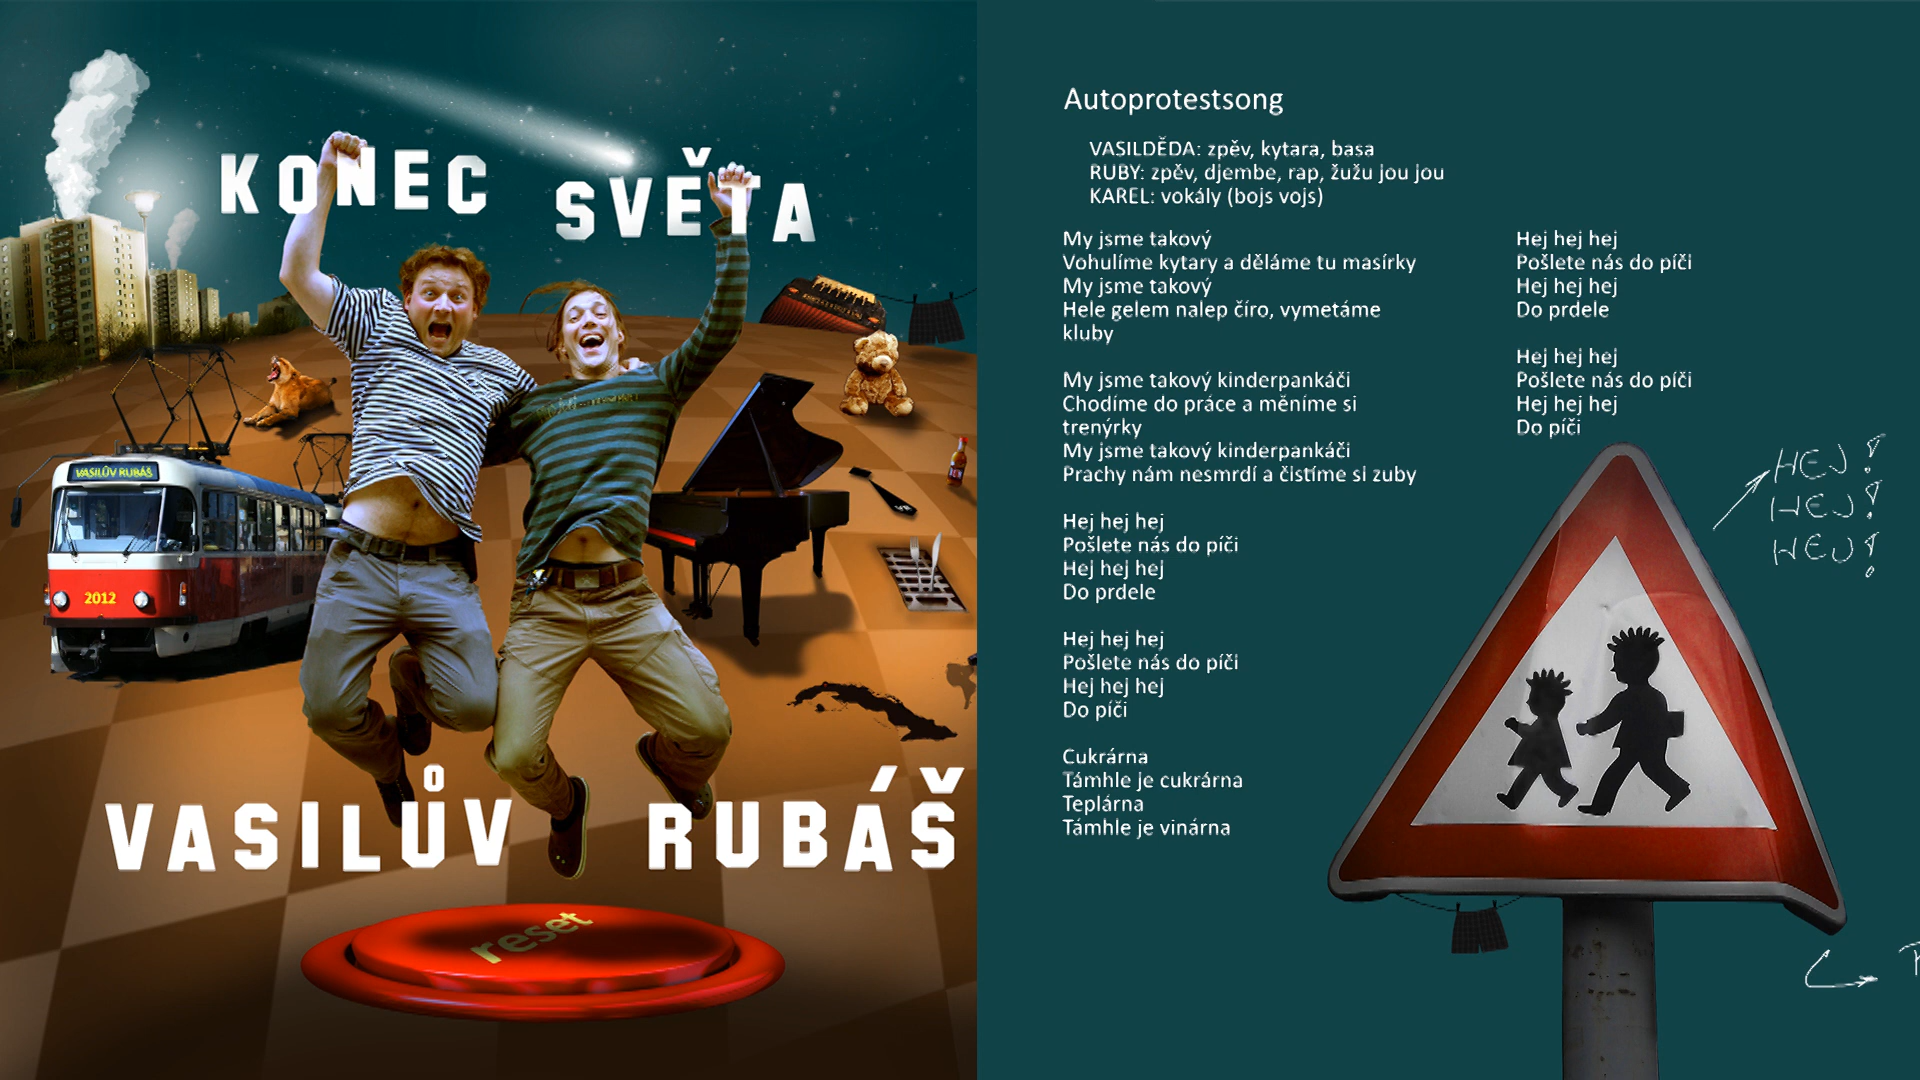 KONEC SVĚTA
VASILŮV RUBÁŠ
2012
VASILŮV RUBÁŠ
reset
Autoprotestsong
VASILDĚDA: zpěv, kytara, basa
RUBY: zpěv, djembe, rap, žužu jou jou
KAREL: vokály (bojs vojs)
My jsme takový
Vohulíme kytary a děláme tu masírky
My jsme takový
Hele gelem nalep číro, vymetáme
kluby
My jsme takový kinderpankáči
Chodíme do práce a měníme si
trenýrky
My jsme takový kinderpankáči
Prachy nám nesmrdí a čistíme si zuby
Hej hej hej
Pošlete nás do píči
Hej hej hej
Do prdele
Hej hej hej
Pošlete nás do píči
Hej hej hej
Do píči
Cukrárna
Támhle je cukrárna
Teplárna
Támhle je vinárna
Hej hej hej
Pošlete nás do píči
Hej hej hej
Do prdele
Hej hej hej
Pošlete nás do píči
Hej hej hej
Do píči
HEJ!
HEJ!
HEJ!